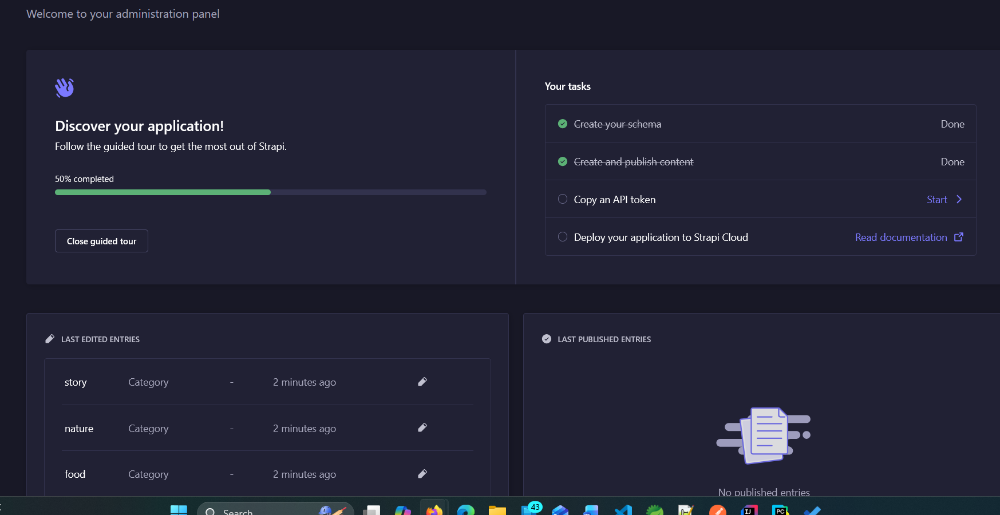 Welcome to your administration panel
Discover your application!
Follow the guided tour to get the most out of Strapi.
50% completed
Close guided tour
Your tasks
Create your schema Done
Create and publish content Done
Copy an API token Start
Deploy your application to Strapi Cloud Read documentation
LAST EDITED ENTRIES
story Category - 2 minutes ago
nature Category - 2 minutes ago
food Category - 2 minutes ago
LAST PUBLISHED ENTRIES
No published entries
Search
43
IJ
PC